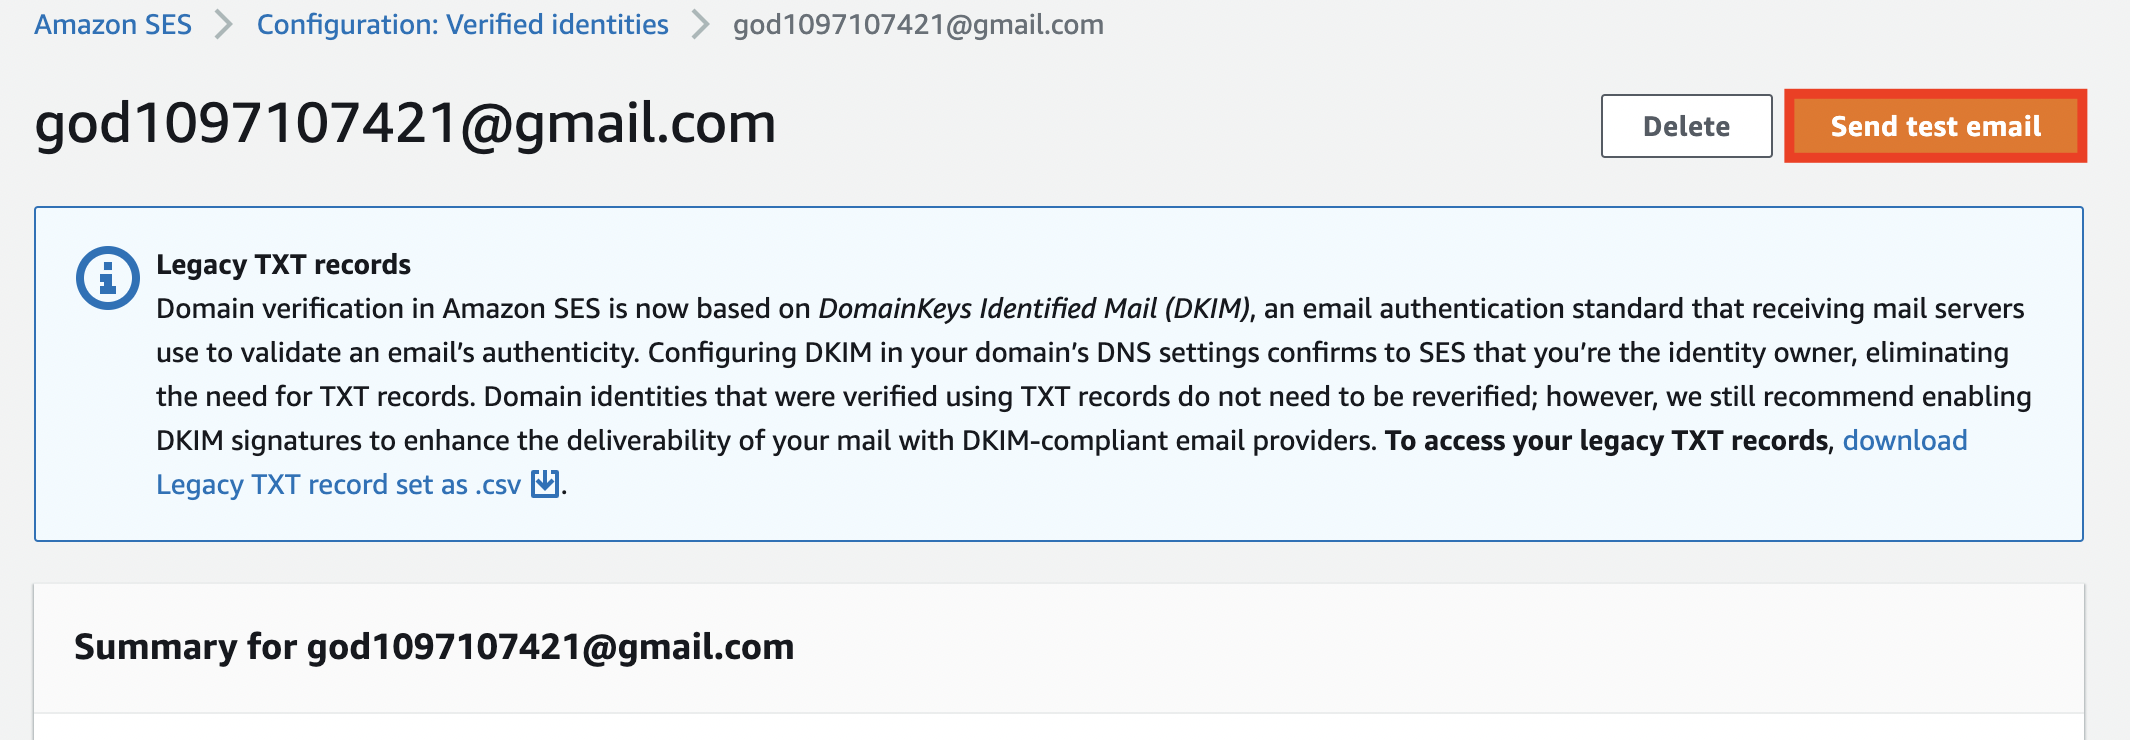 Amazon SES > Configuration: Verified identities > god1097107421@gmail.com
god1097107421@gmail.com
Delete
Send test email
Legacy TXT records
Domain verification in Amazon SES is now based on DomainKeys Identified Mail (DKIM), an email authentication standard that receiving mail servers
use to validate an email’s authenticity. Configuring DKIM in your domain’s DNS settings confirms to SES that you’re the identity owner, eliminating
the need for TXT records. Domain identities that were verified using TXT records do not need to be reverified; however, we still recommend enabling
DKIM signatures to enhance the deliverability of your mail with DKIM-compliant email providers. To access your legacy TXT records, download
Legacy TXT record set as .csv .
Summary for god1097107421@gmail.com